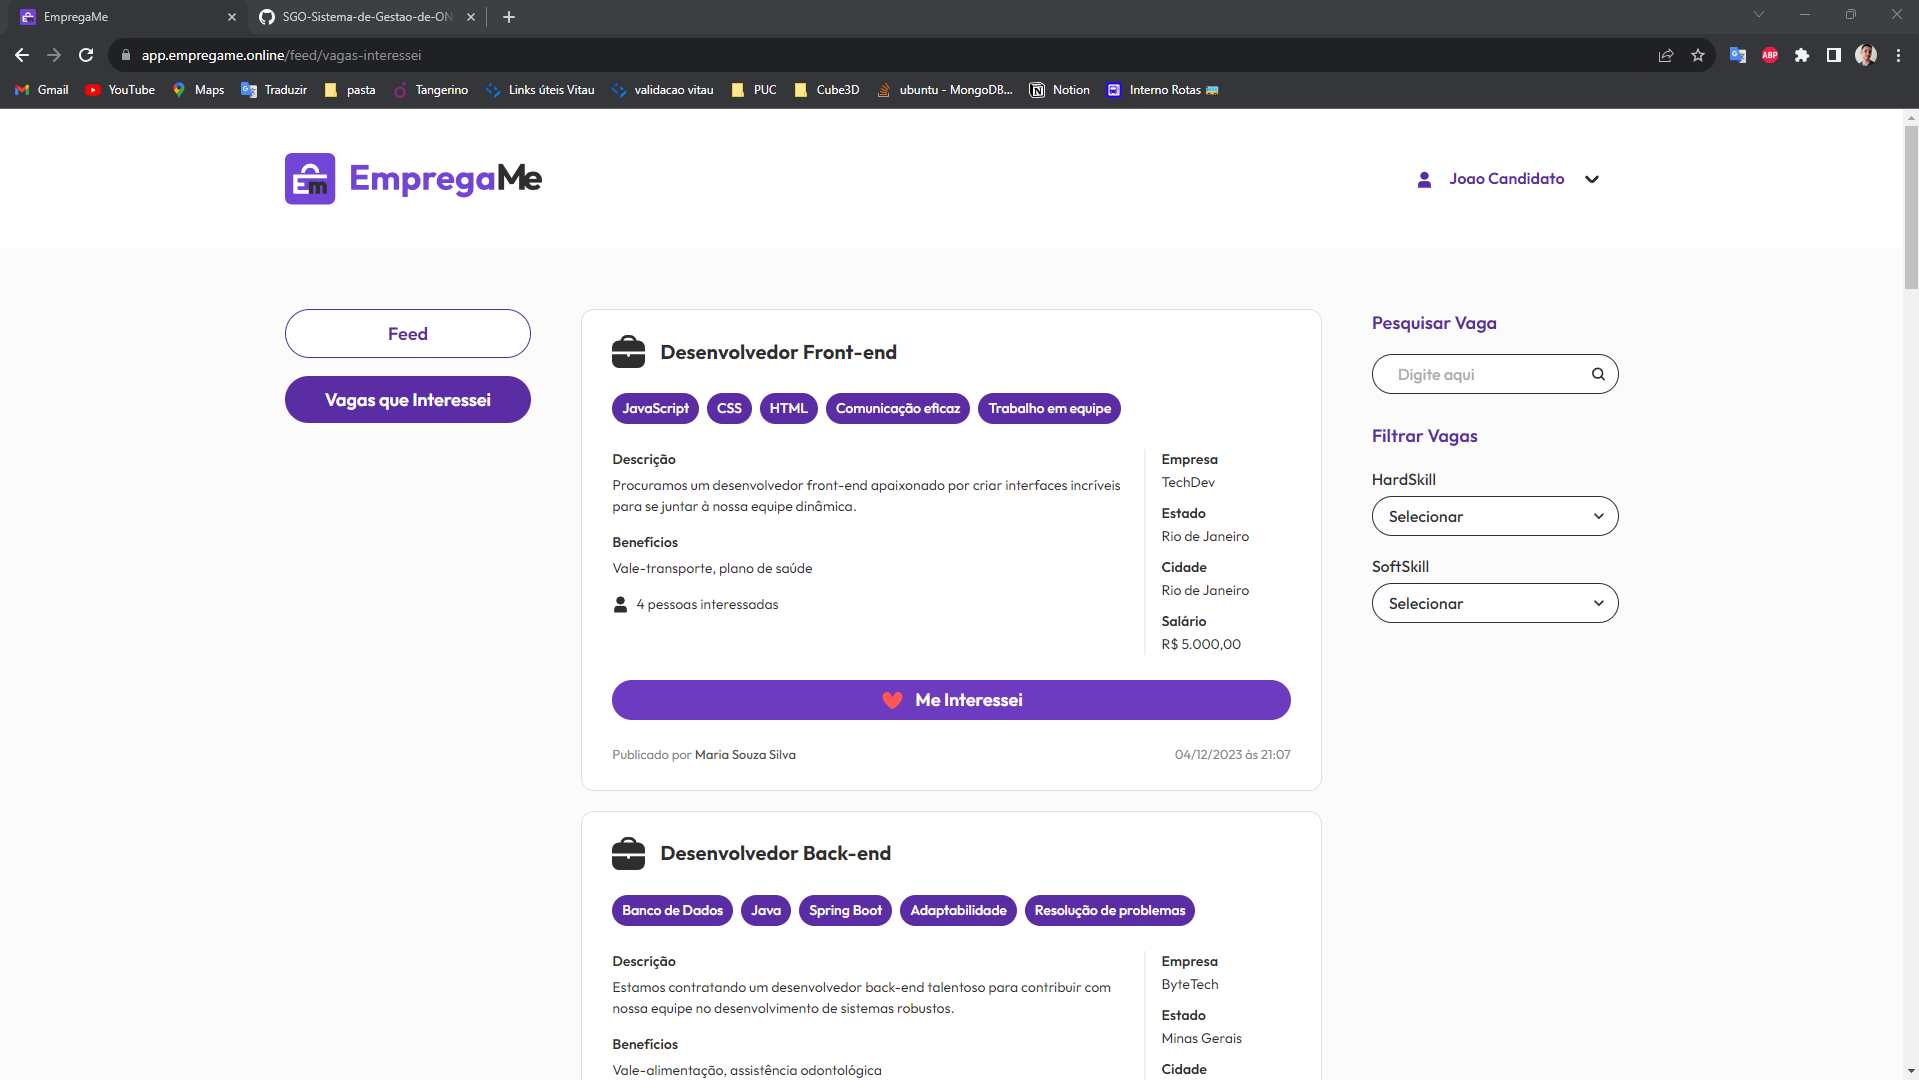 EmpregaMe
SGO-Sistema-de-Gestao-de-ON
app.empregame.online/feed/vagas-interessei
Gmail
YouTube
Maps
Traduzir
pasta
Tangerino
Links úteis Vitau
validacao vitau
PUC
Cube3D
ubuntu - MongoDB...
Notion
Interno Rotas
ABP
Em
EmpregaMe
Joao Candidato
Feed
Vagas que Interessei
Desenvolvedor Front-end
JavaScript
CSS
HTML
Comunicação eficaz
Trabalho em equipe
Descrição
Procuramos um desenvolvedor front-end apaixonado por criar interfaces incríveis
para se juntar à nossa equipe dinâmica.
Benefícios
Vale-transporte, plano de saúde
4 pessoas interessadas
Empresa
TechDev
Estado
Rio de Janeiro
Cidade
Rio de Janeiro
Salário
R$ 5.000,00
Me Interessei
Publicado por Maria Souza Silva
04/12/2023 às 21:07
Desenvolvedor Back-end
Banco de Dados
Java
Spring Boot
Adaptabilidade
Resolução de problemas
Descrição
Estamos contratando um desenvolvedor back-end talentoso para contribuir com
nossa equipe no desenvolvimento de sistemas robustos.
Benefícios
Vale-alimentação, assistência odontológica
Empresa
ByteTech
Estado
Minas Gerais
Cidade
Pesquisar Vaga
Digite aqui
Filtrar Vagas
HardSkill
Selecionar
SoftSkill
Selecionar